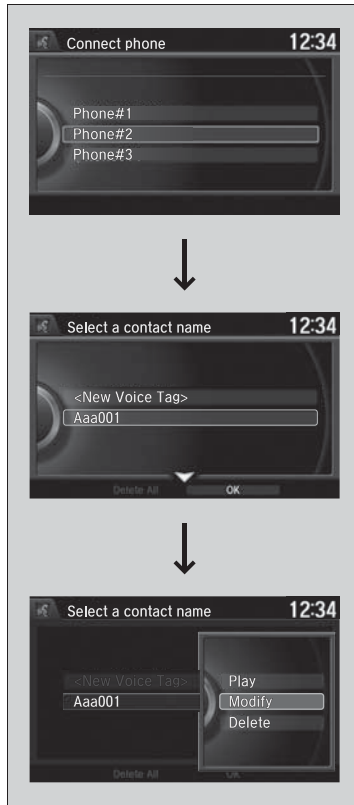 Connect phone 12:34
Phone#1
Phone#2
Phone#3
Select a contact name 12:34
<New Voice Tag>
Aaa001
Delete All OK
Select a contact name 12:34
<New Voice Tag> Play
Aaa001 Modify
Delete
Delete All OK